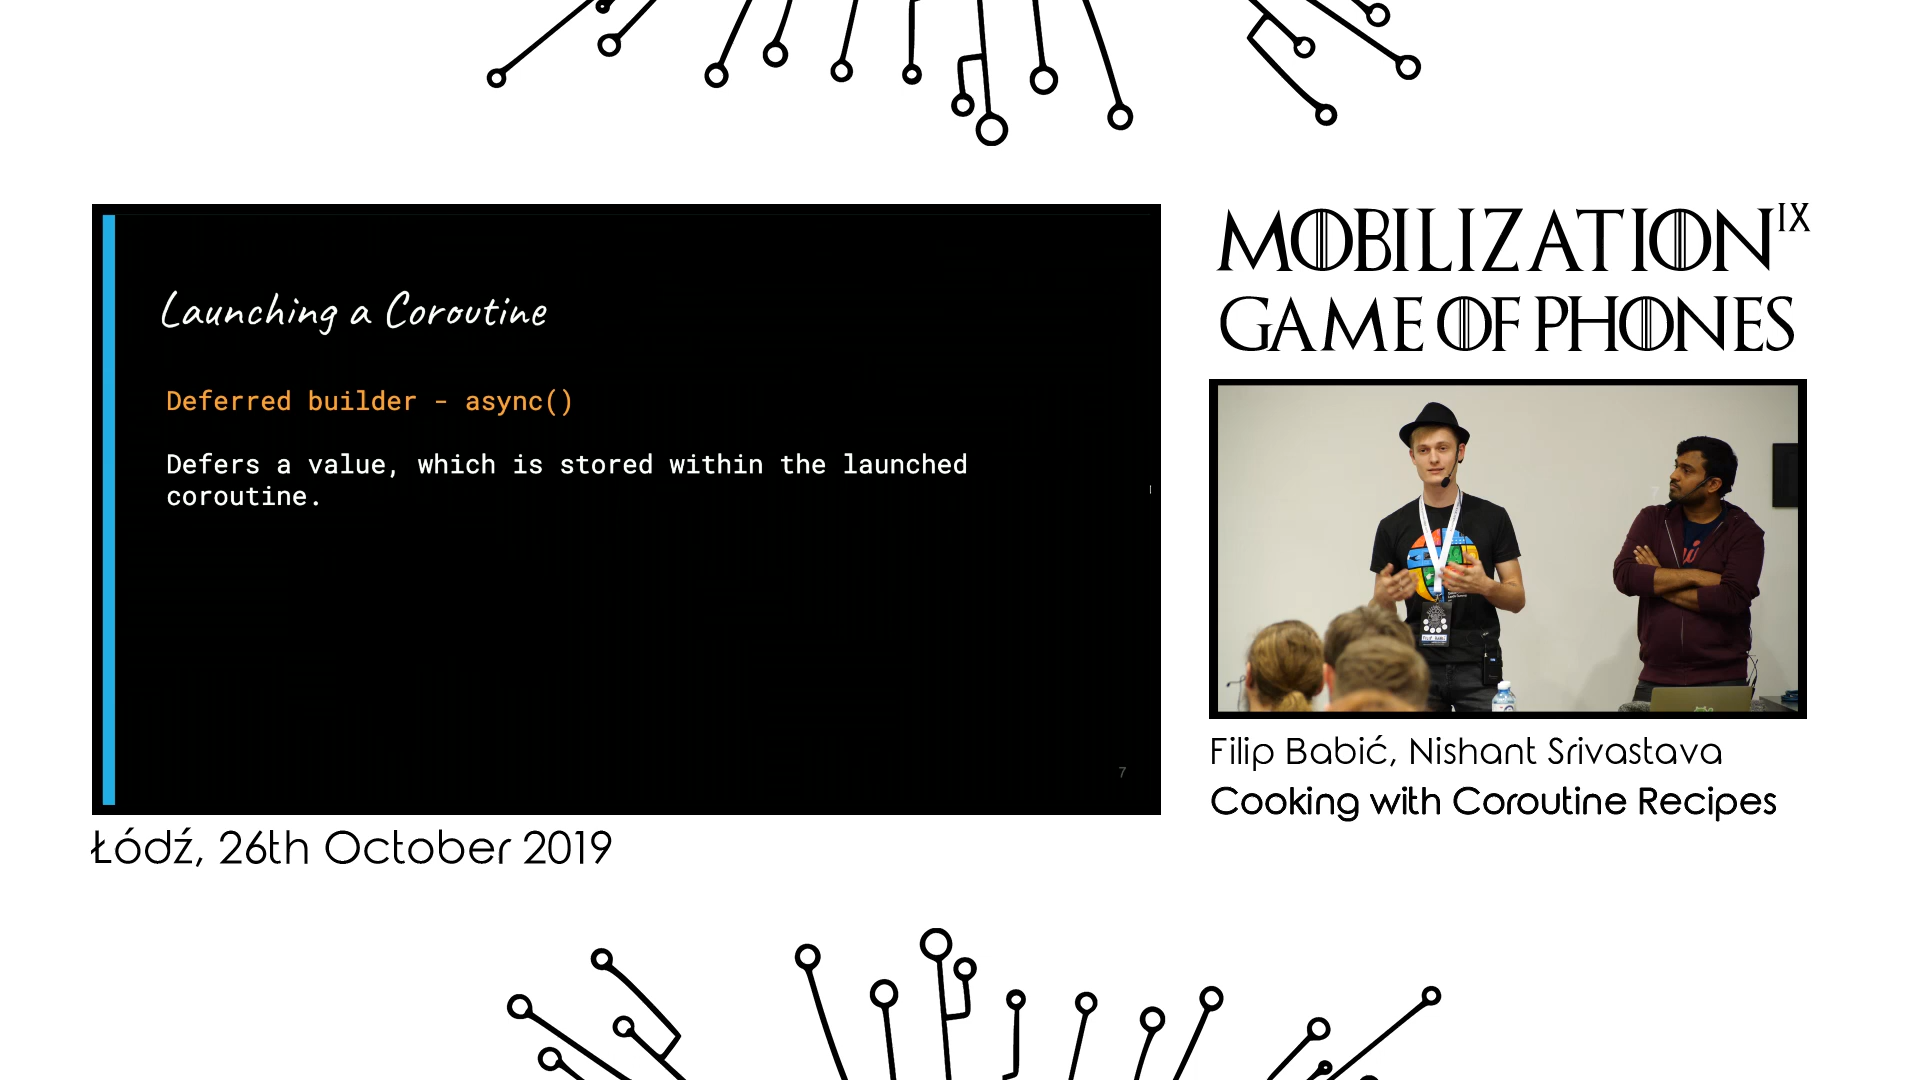 Launching a Coroutine
Deferred builder - async()
Defers a value, which is stored within the launched
coroutine.
7
Łódź, 26th October 2019
MOBILIZATION IX
GAME OF PHONES
Filip Babić, Nishant Srivastava
Cooking with Coroutine Recipes